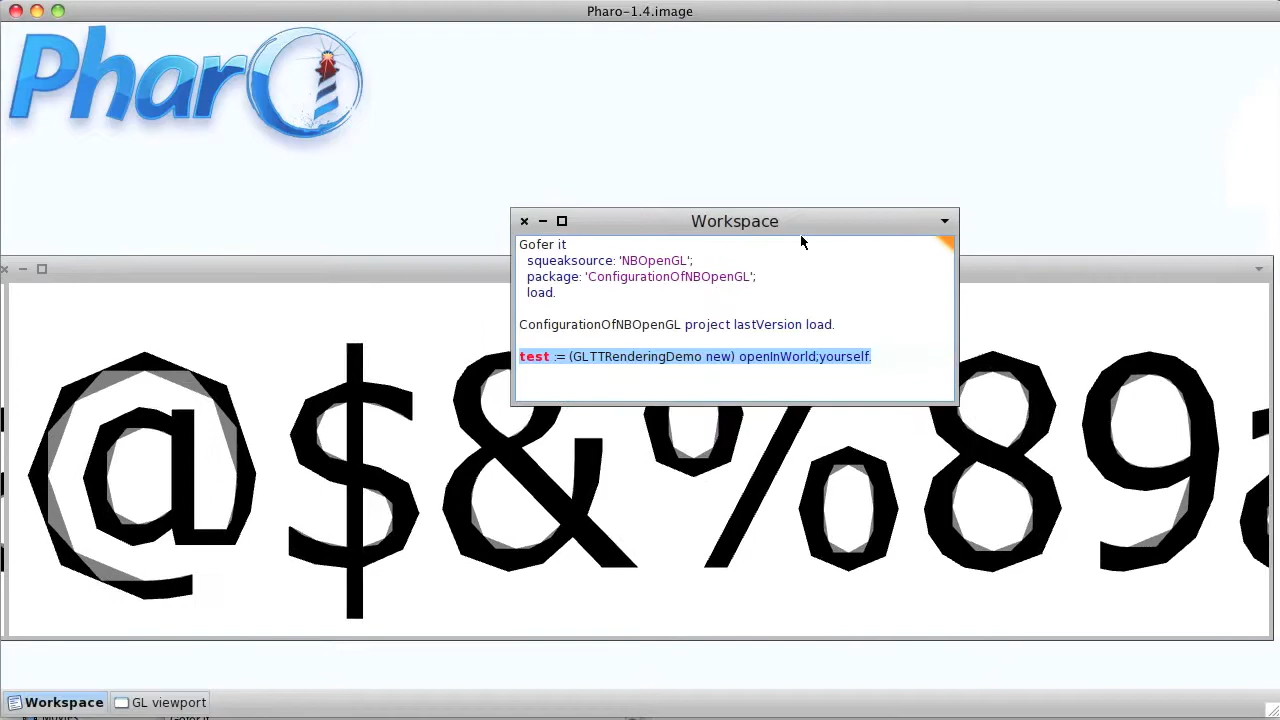 Pharo-1.4.image
Pharo
Workspace
Gofer it
squeaksource: 'NBOpenGL';
package: 'ConfigurationOfNBOpenGL';
load.
ConfigurationOfNBOpenGL project lastVersion load.
test := (GLTTRenderingDemo new) openInWorld;yourself.
@$&%89
Workspace
GL viewport